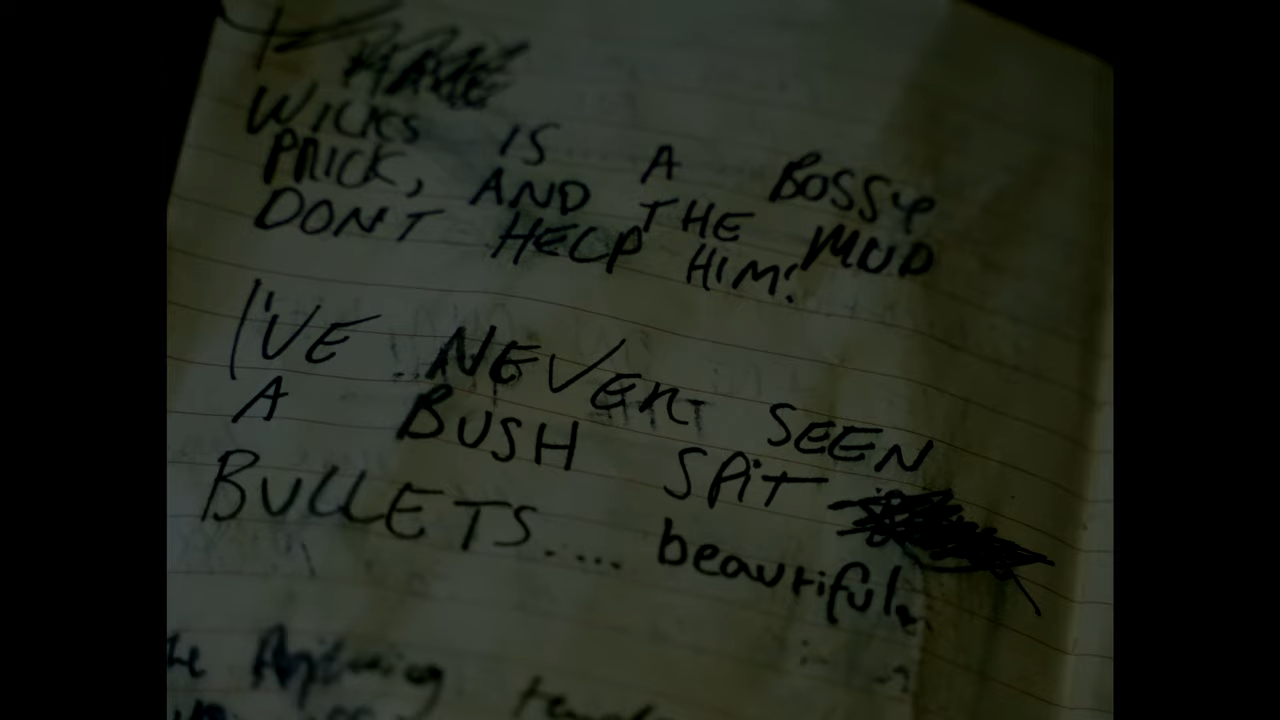 WICKS IS A BOSSY
PRICK, AND THE MUD
DONT HELP HIM!
I'VE NEVER SEEN
A BUSH SPIT
BULLETS.... beautiful.